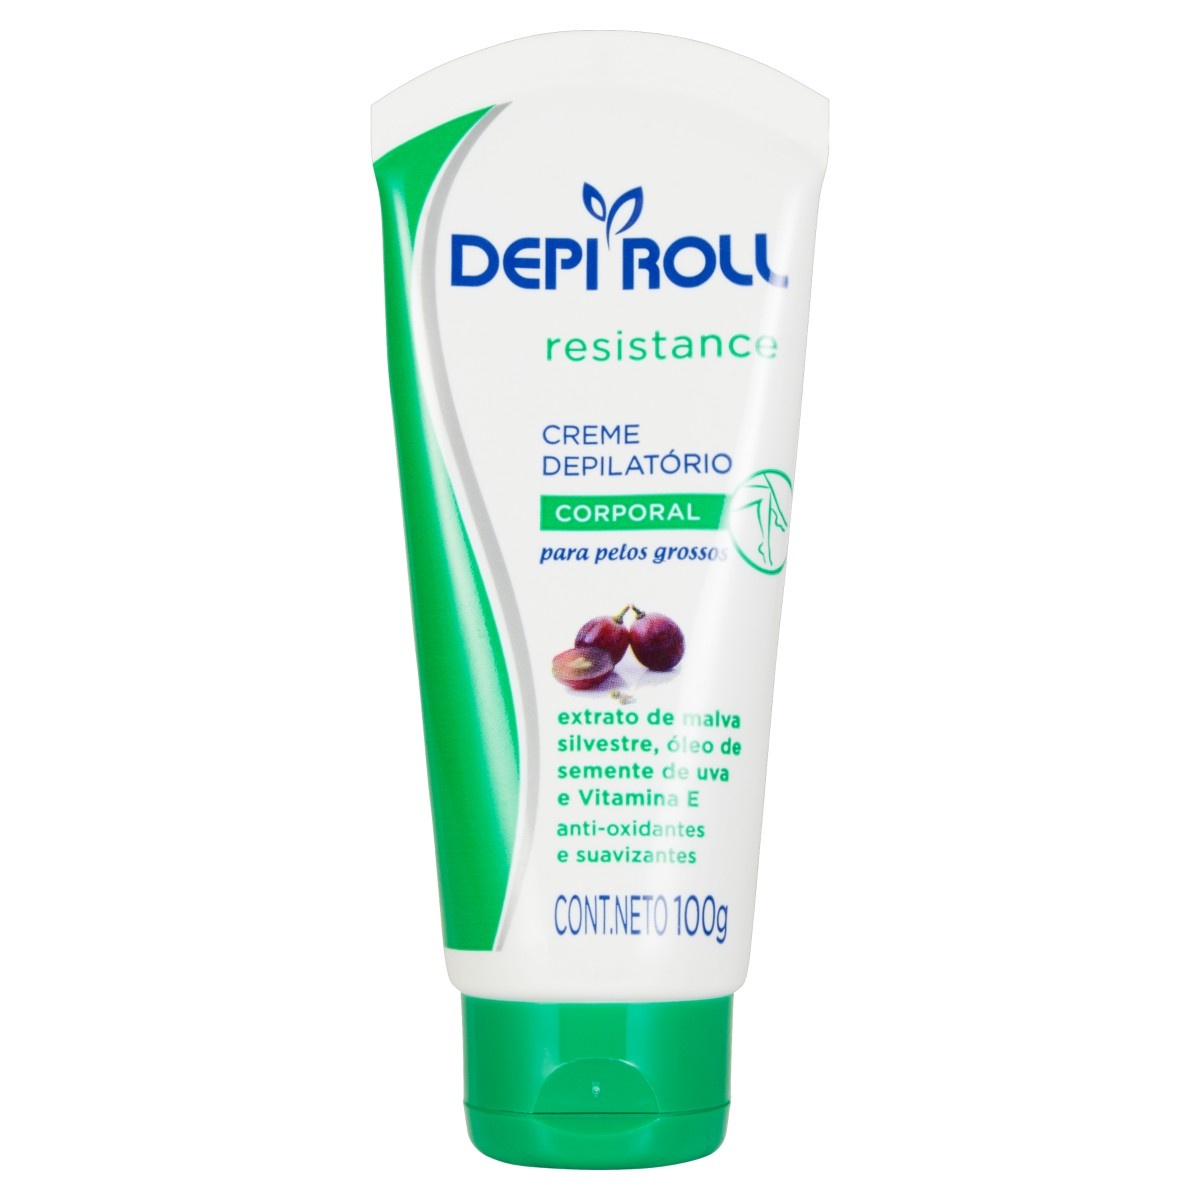 DEPI ROLL
resistance
CREME
DEPILATÓRIO
CORPORAL
para pelos grossos
extrato de malva
silvestre, óleo de
semente de uva
e Vitamina E
anti-oxidantes
e suavizantes
CONT.NETO 100g